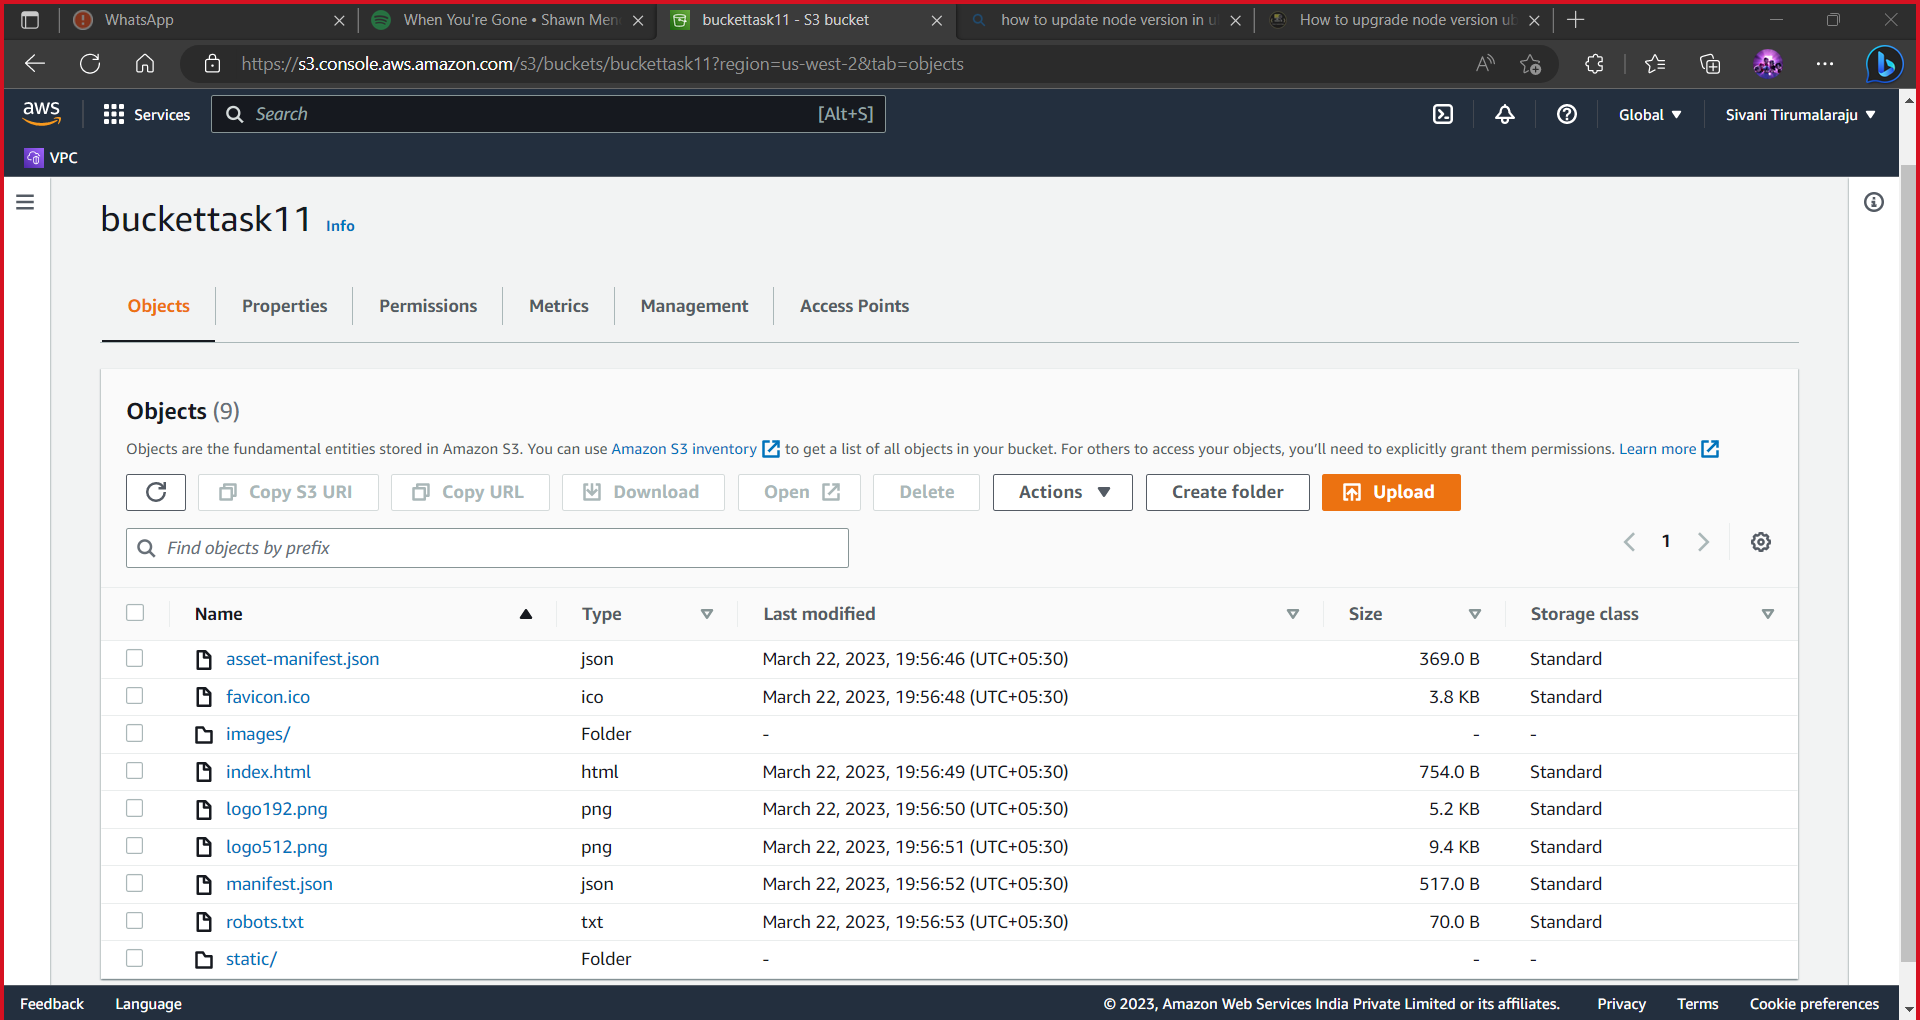 WhatsApp
When You're Gone • Shawn Men
buckettask11 - S3 bucket
how to update node version in u
How to upgrade node version ub
https://s3.console.aws.amazon.com/s3/buckets/buckettask11?region=us-west-2&tab=objects
aws Services Search [Alt+S] Global Sivani Tirumalaraju
VPC
buckettask11 Info
Objects Properties Permissions Metrics Management Access Points
Objects (9)
Objects are the fundamental entities stored in Amazon S3. You can use Amazon S3 inventory to get a list of all objects in your bucket. For others to access your objects, you'll need to explicitly grant them permissions. Learn more
Copy S3 URI Copy URL Download Open Delete Actions Create folder Upload
Find objects by prefix 1
Name Type Last modified Size Storage class
asset-manifest.json json March 22, 2023, 19:56:46 (UTC+05:30) 369.0 B Standard
favicon.ico ico March 22, 2023, 19:56:48 (UTC+05:30) 3.8 KB Standard
images/ Folder - - -
index.html html March 22, 2023, 19:56:49 (UTC+05:30) 754.0 B Standard
logo192.png png March 22, 2023, 19:56:50 (UTC+05:30) 5.2 KB Standard
logo512.png png March 22, 2023, 19:56:51 (UTC+05:30) 9.4 KB Standard
manifest.json json March 22, 2023, 19:56:52 (UTC+05:30) 517.0 B Standard
robots.txt txt March 22, 2023, 19:56:53 (UTC+05:30) 70.0 B Standard
static/ Folder - - -
Feedback Language © 2023, Amazon Web Services India Private Limited or its affiliates. Privacy Terms Cookie preferences